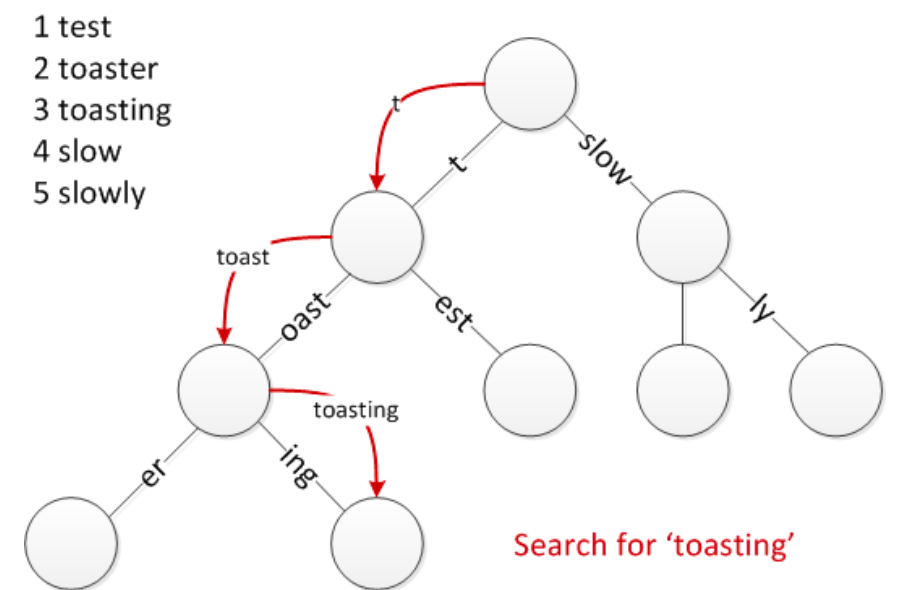 1 test
2 toaster
3 toasting
4 slow
5 slowly
t
t
slow
toast
oast
est
ly
toasting
er
ing
Search for ‘toasting’